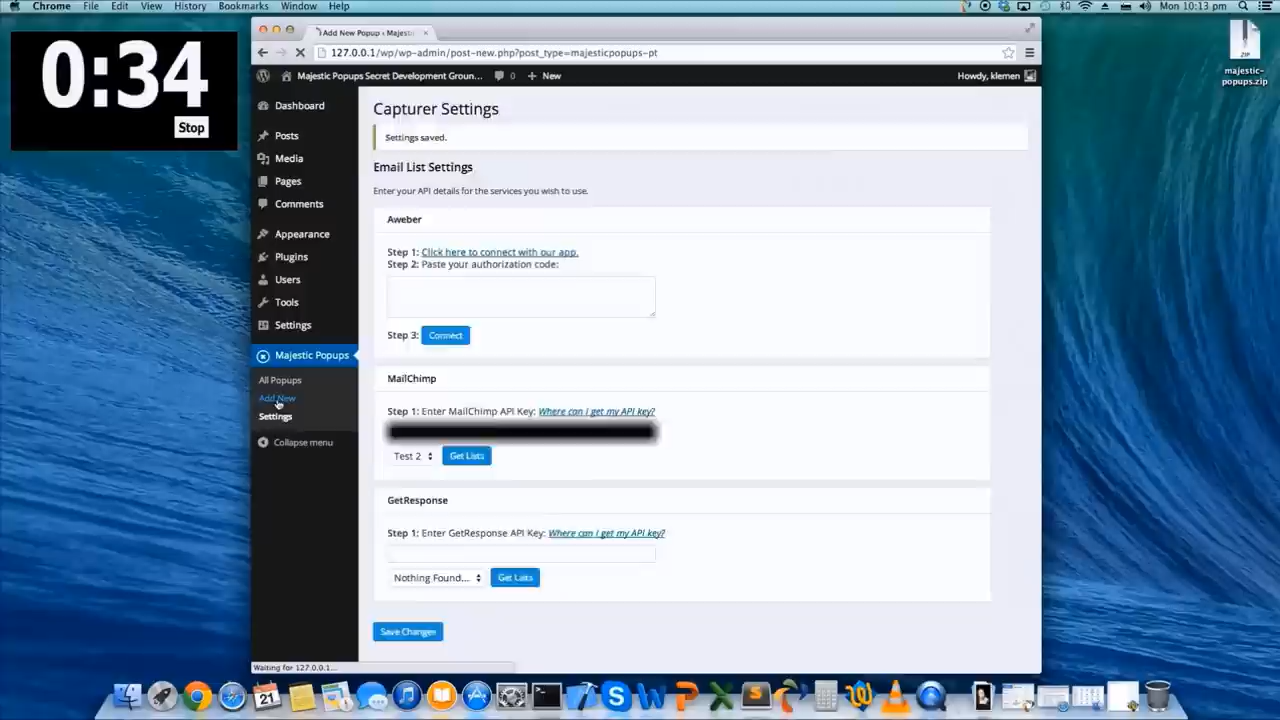 Chrome File Edit View History Bookmarks Window Help
Mon 10:13 pm
0:34
Stop
Add New Popup ‹ Majesti
127.0.0.1/wp/wp-admin/post-new.php?post_type=majesticpopups-pt
Majestic Popups Secret Development Groun... 0 New
Howdy, klemen
majestic-
popups.zip
Dashboard
Posts
Media
Pages
Comments
Appearance
Plugins
Users
Tools
Settings
Majestic Popups
All Popups
Add New
Settings
Collapse menu
Capturer Settings
Settings saved.
Email List Settings
Enter your API details for the services you wish to use.
Aweber
Step 1: Click here to connect with our app.
Step 2: Paste your authorization code:
Step 3: Connect
MailChimp
Step 1: Enter MailChimp API Key: Where can i get my API key?
Test 2 Get Lists
GetResponse
Step 1: Enter GetResponse API Key: Where can i get my API key?
Nothing Found... Get Lists
Save Changes
Waiting for 127.0.0.1...
21